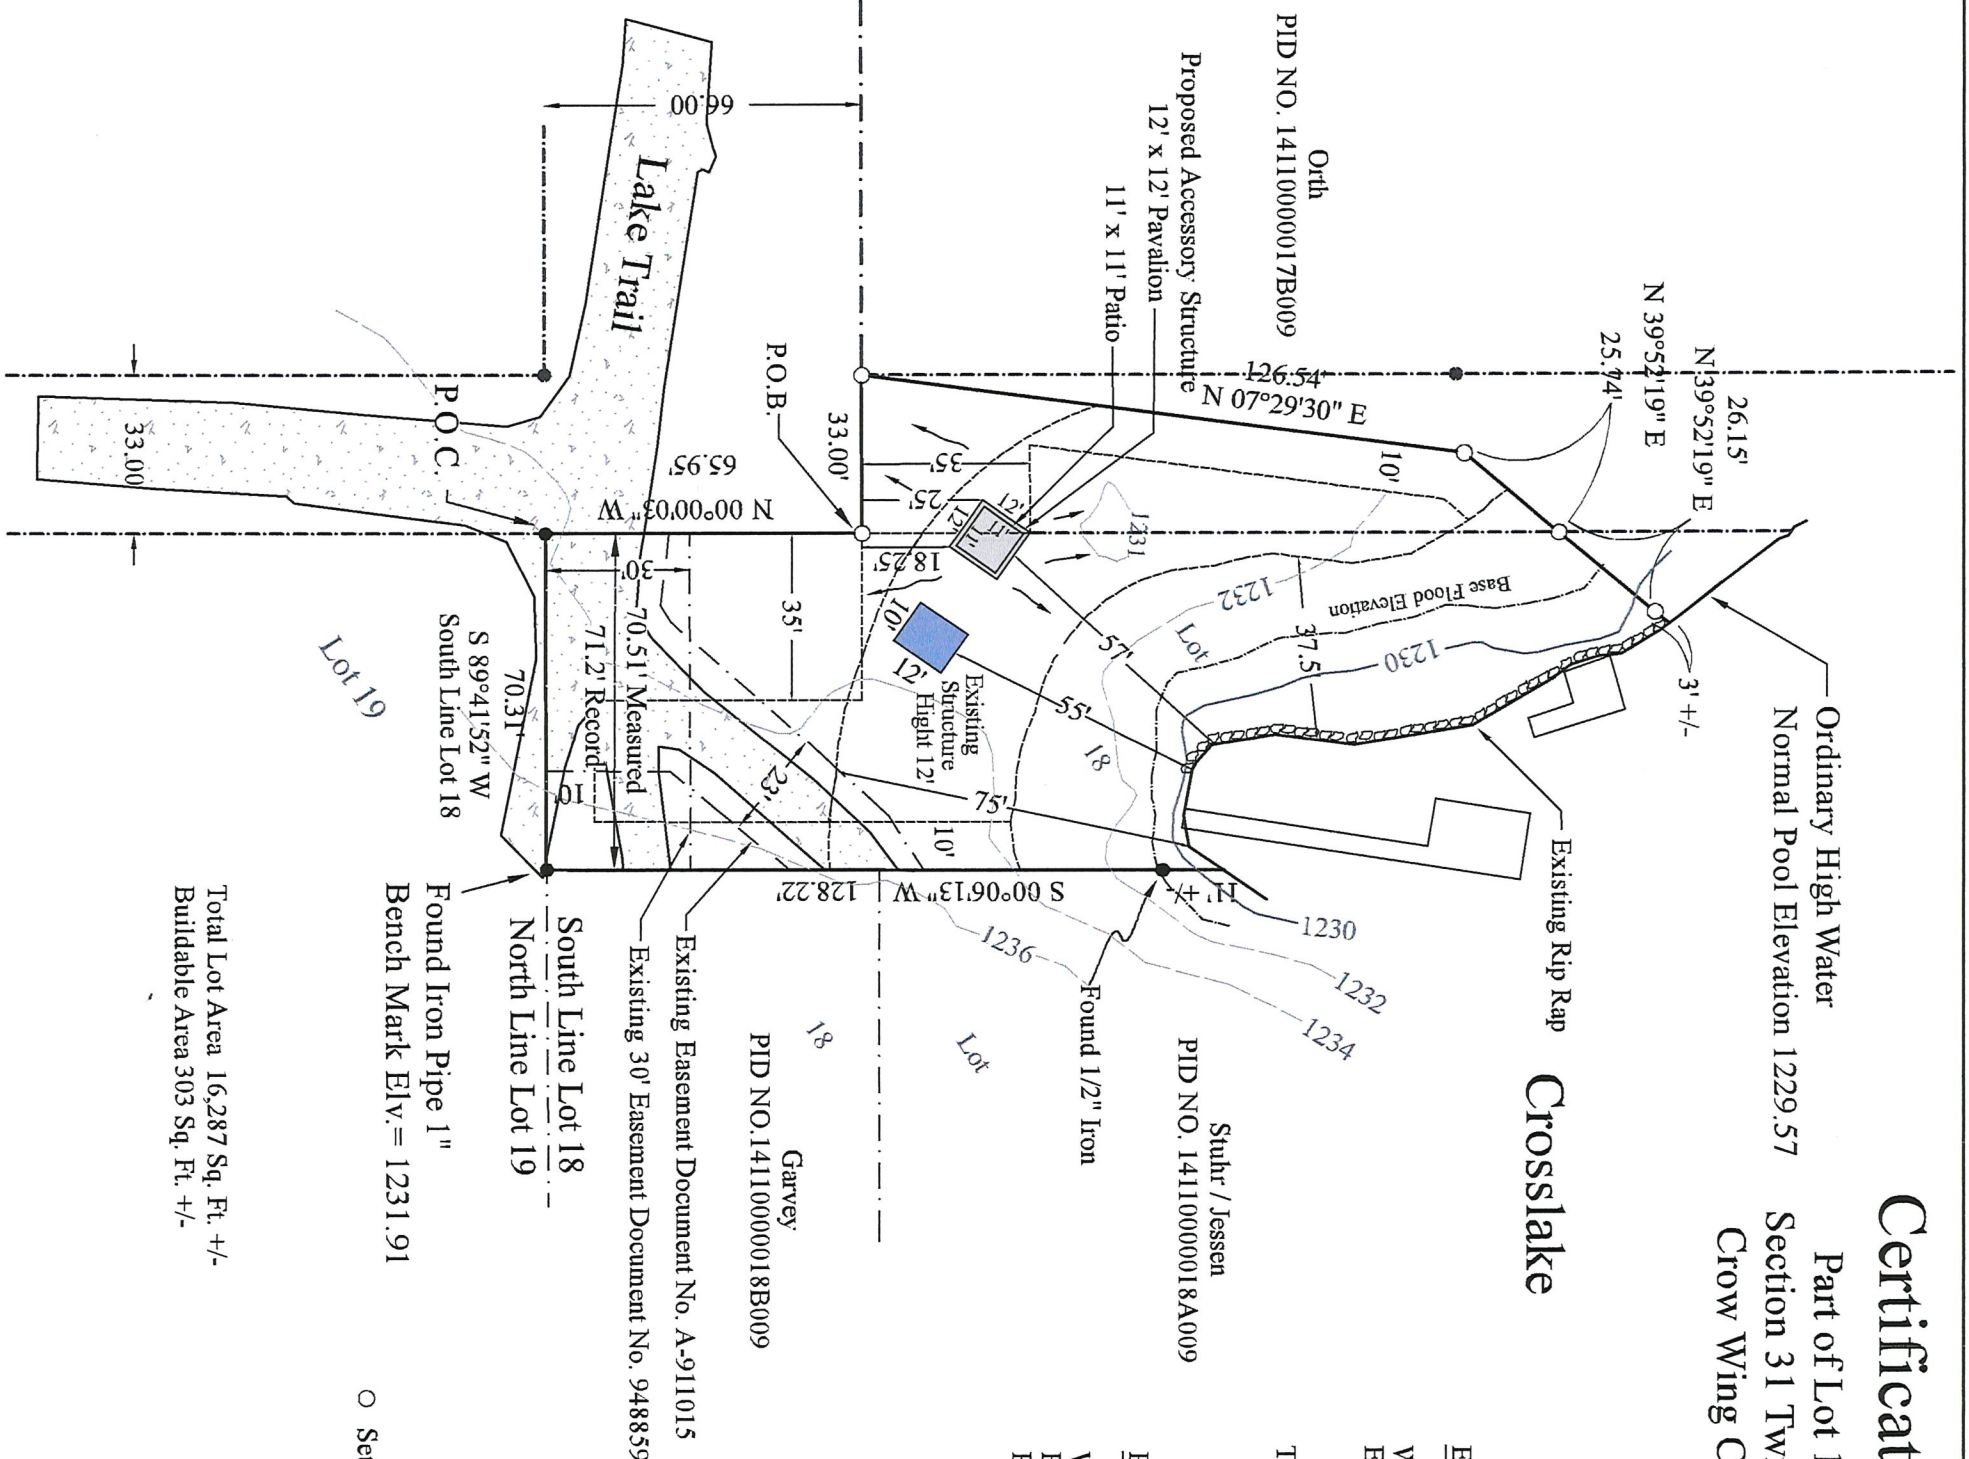 Certificat
Part of Lot 1
Section 31 Tw
Crow Wing C
Ordinary High Water
Normal Pool Elevation 1229.57
26.15'
N 39°52'19" E
N 39°52'19" E
25.74'
3' +/-
Existing Rip Rap
Crosslake
Orth
PID NO. 141100000017B009
Proposed Accessory Structure
12' x 12' Pavalion
11' x 11' Patio
126.54'
N 07°29'30" E
10'
1231
1232
Base Flood Elevation
1230
37.5'
Lot
18
57'
55'
75'
12'
12'
11'
11'
35'
25'
18.25'
33.00'
P.O.B.
10'
12'
Existing
Structure
Hight 12'
10'
11' +/-
1230
1232
1234
1236
Found 1/2" Iron
Stuhr / Jessen
PID NO. 141100000018A009
S 00°06'13" W 128.22'
Lot
18
Garvey
PID NO.141100000018B009
Existing Easement Document No. A-911015
Existing 30' Easement Document No. 948859
66.00
Lake Trail
65.95'
N 00°00'03" W
30'
35'
23'
70.51' Measured
71.2' Record
10'
P.O.C.
33.00
70.31'
S 89°41'52" W
South Line Lot 18
Lot 19
South Line Lot 18
North Line Lot 19
Found Iron Pipe 1"
Bench Mark Elv.= 1231.91
Total Lot Area 16,287 Sq. Ft. +/-
Buildable Area 303 Sq. Ft. +/-